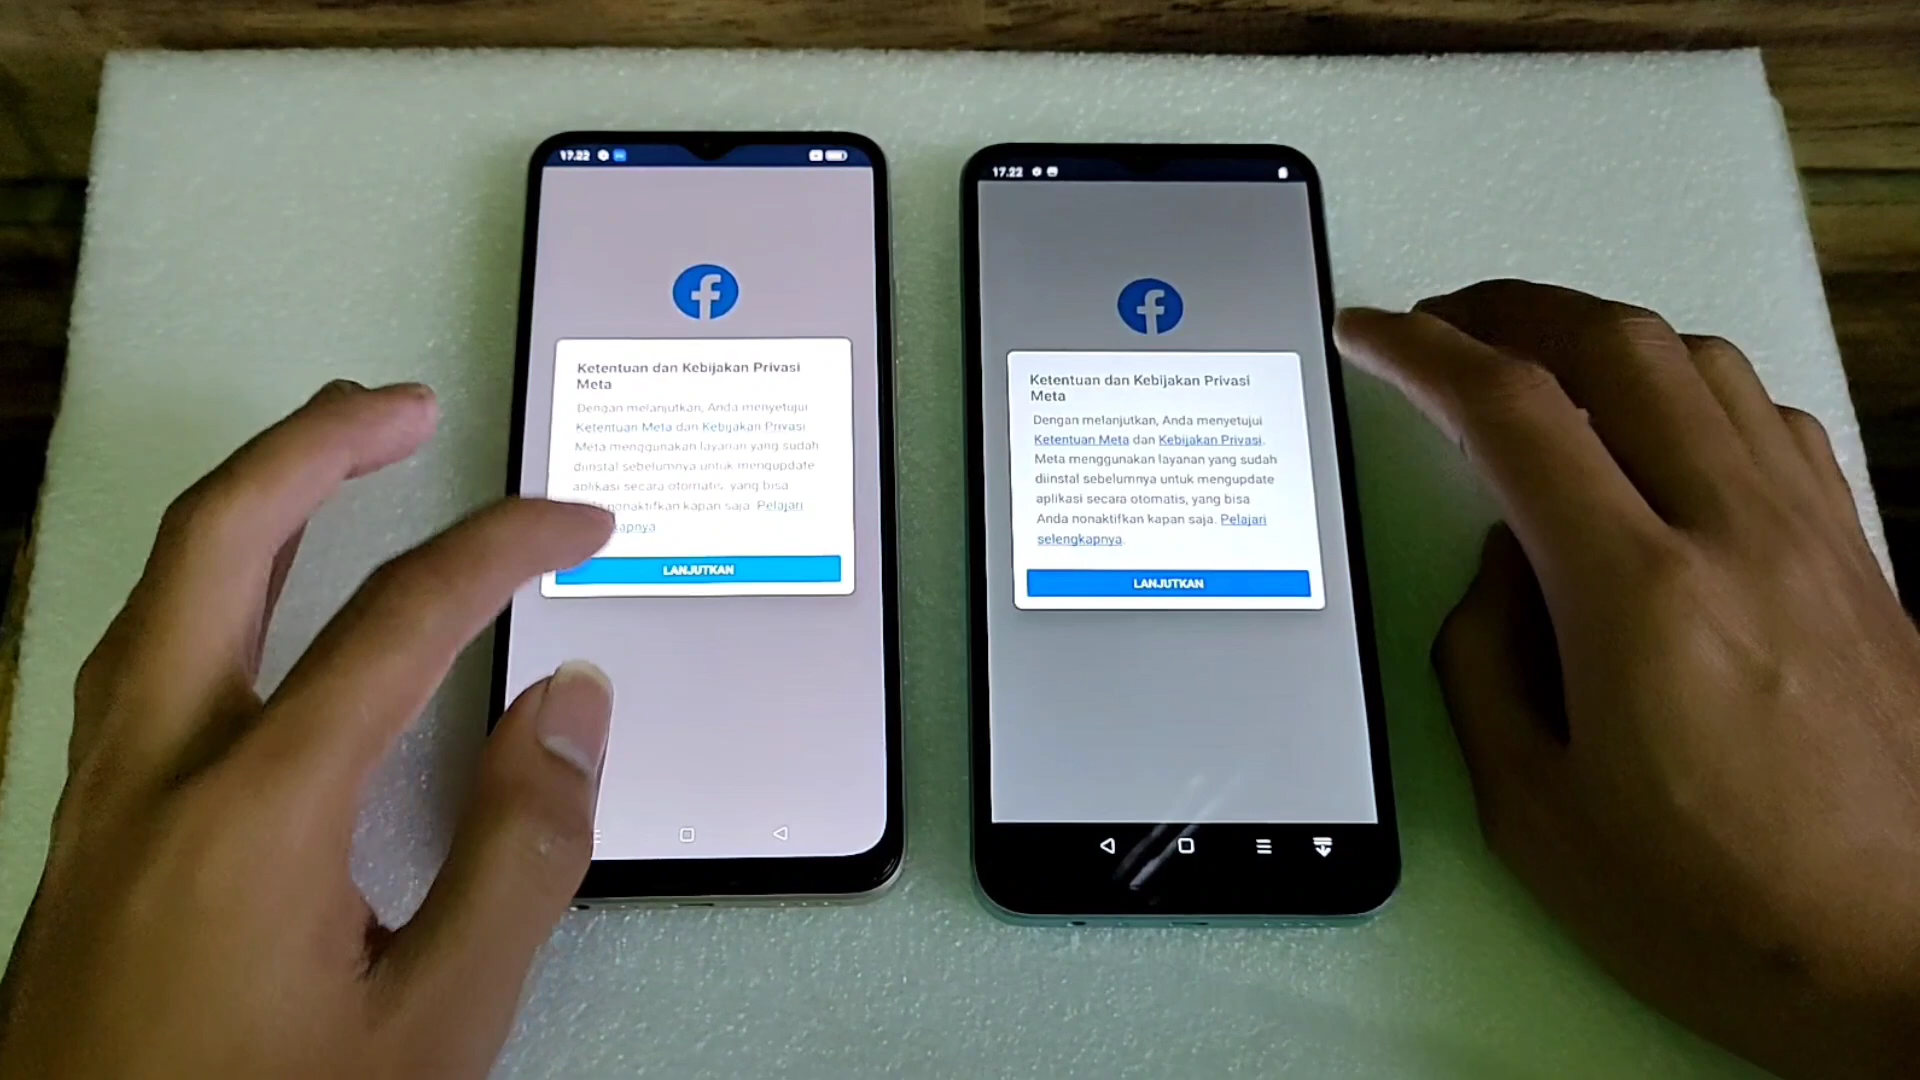 17.22
Ketentuan dan Kebijakan Privasi
Meta
Dengan melanjutkan, Anda menyetujui
Ketentuan Meta dan Kebijakan Privasi
Meta menggunakan layanan yang sudah
diinstal sebelumnya untuk mengupdate
aplikasi secara otomatis, yang bisa
nonaktifkan kapan saja. Pelajari
kapnya
LANJUTKAN
17.22
Ketentuan dan Kebijakan Privasi
Meta
Dengan melanjutkan, Anda menyetujui
Ketentuan Meta dan Kebijakan Privasi.
Meta menggunakan layanan yang sudah
diinstal sebelumnya untuk mengupdate
aplikasi secara otomatis, yang bisa
Anda nonaktifkan kapan saja. Pelajari
selengkapnya.
LANJUTKAN